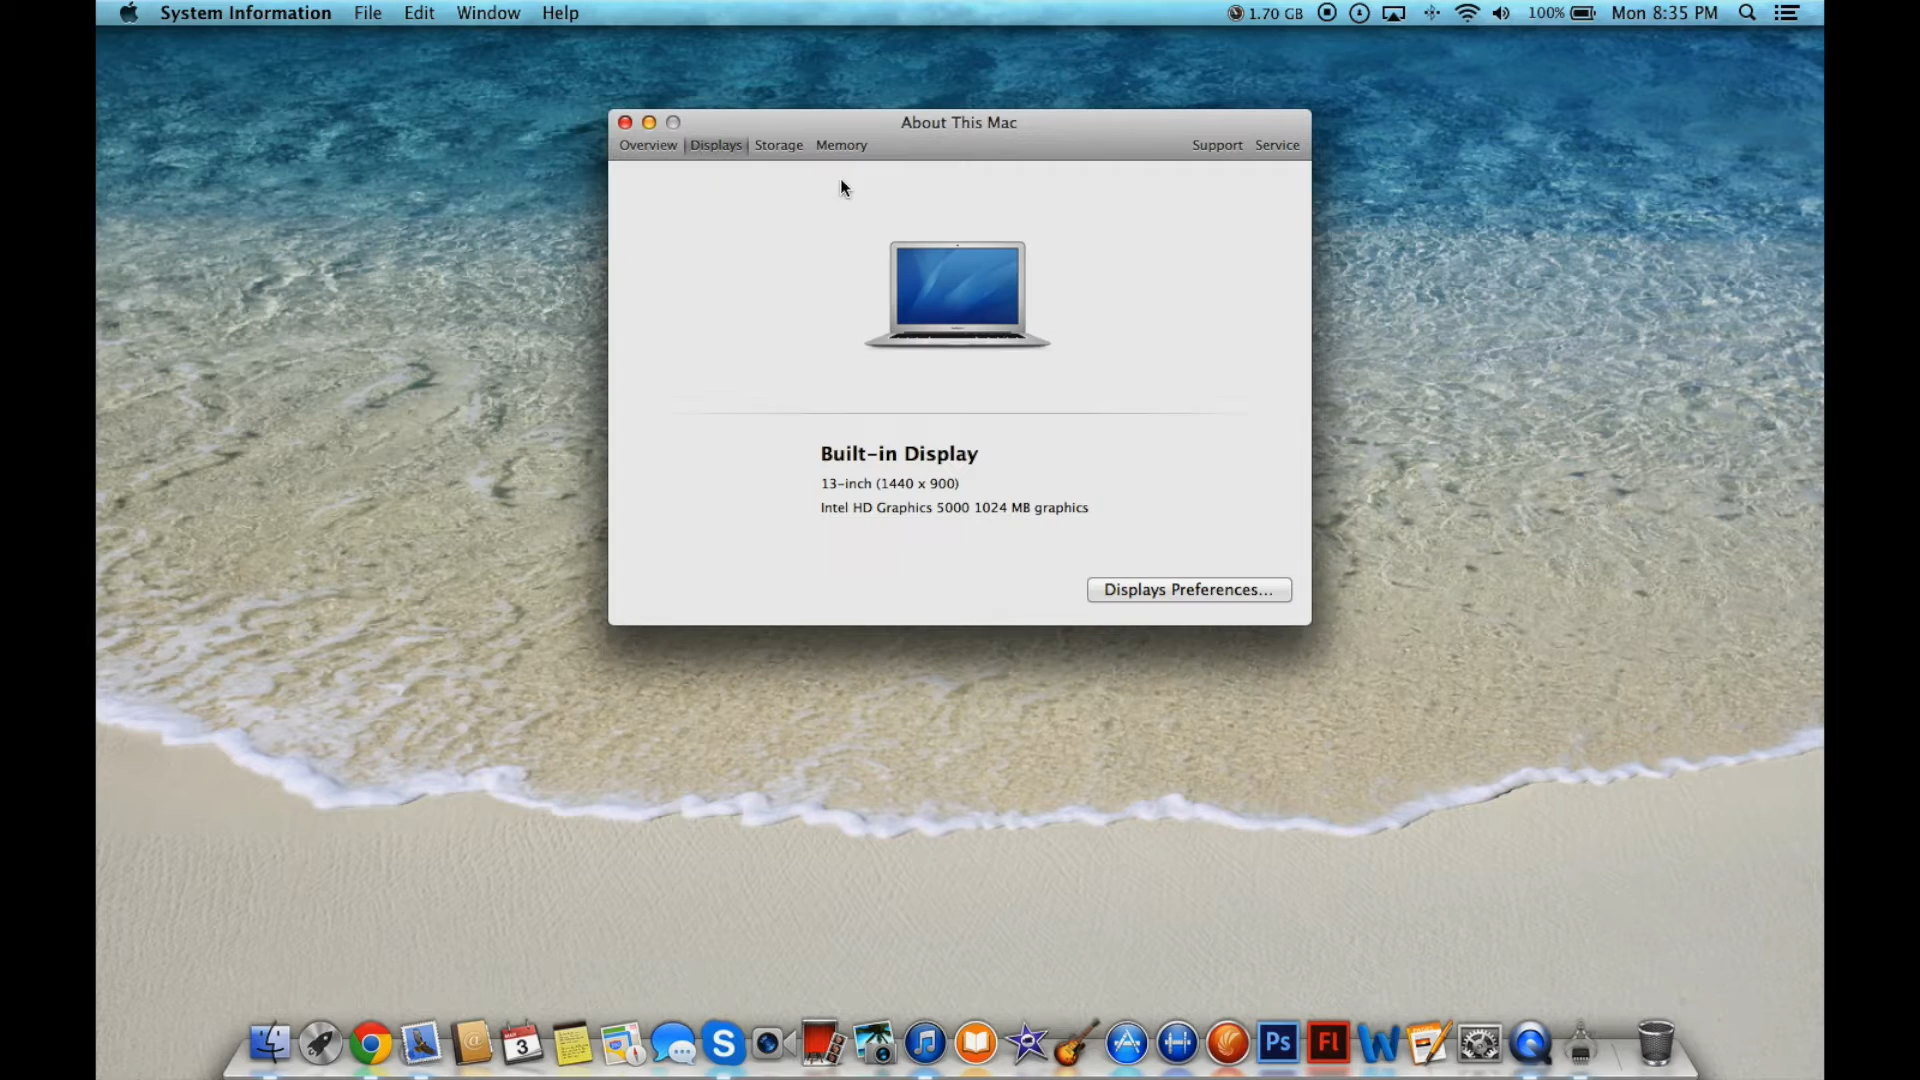 System Information File Edit Window Help 1.70 GB 100% Mon 8:35 PM
About This Mac
Overview Displays Storage Memory Support Service
Built-in Display
13-inch (1440 x 900)
Intel HD Graphics 5000 1024 MB graphics
Displays Preferences...
MAR
3
@
S
Ps
Fl
W